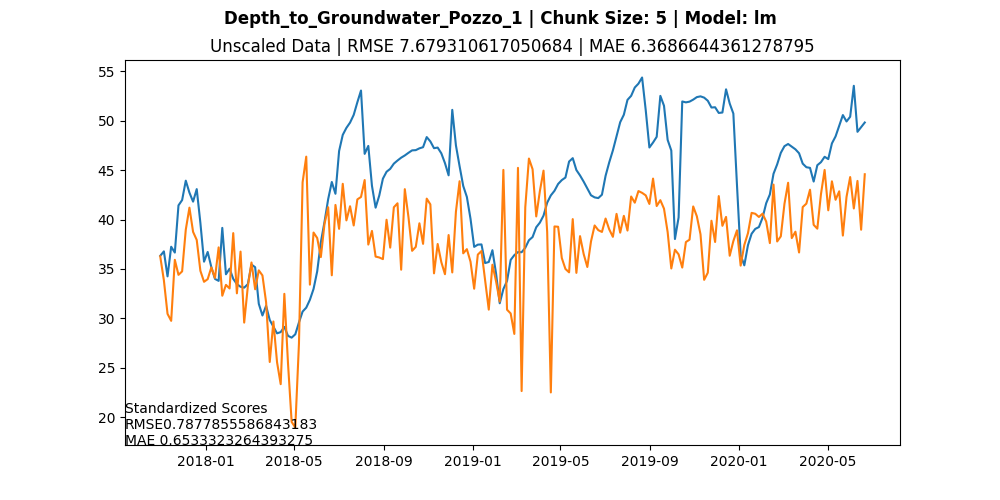 Depth_to_Groundwater_Pozzo_1 | Chunk Size: 5 | Model: lm
Unscaled Data | RMSE 7.679310617050684 | MAE 6.3686644361278795
55
50
45
40
35
30
25
20
Standardized Scores
RMSE0.7877855586843183
MAE 0.6533323264393275
2018-01 2018-05 2018-09 2019-01 2019-05 2019-09 2020-01 2020-05